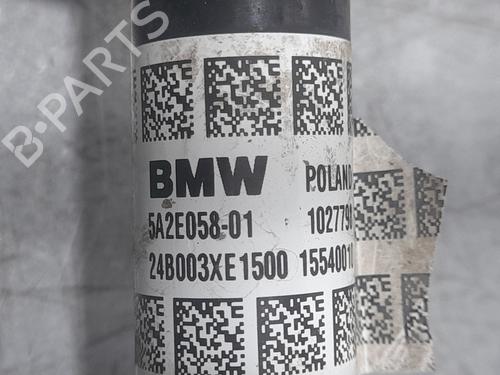 B·PARTS
BMW POLAND
5A2E058-01
24B003XE1500